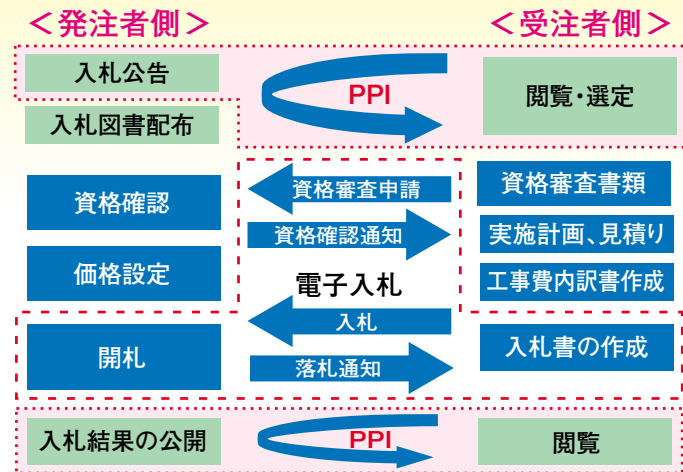 ＜発注者側＞
＜受注者側＞
入札公告
PPI
閲覧・選定
入札図書配布
資格確認
資格審査申請
資格審査書類
資格確認通知
実施計画、見積り
価格設定
電子入札
工事費内訳書作成
開札
入札
入札書の作成
落札通知
入札結果の公開
PPI
閲覧